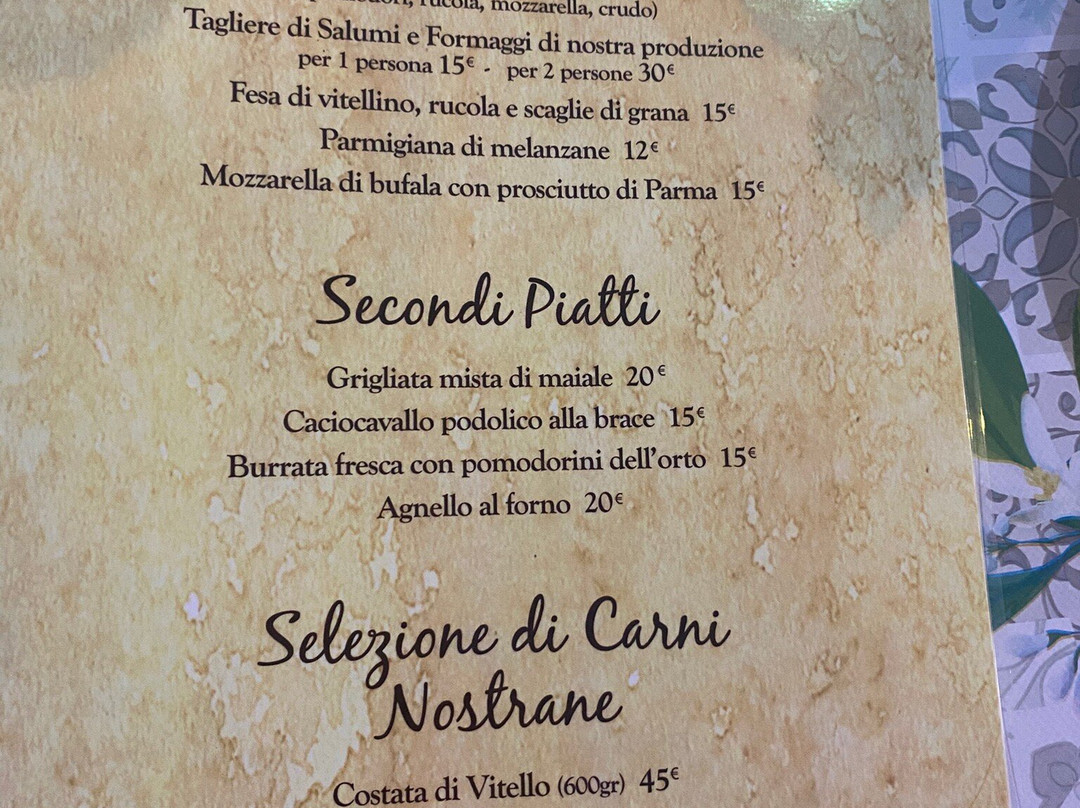 rucola, mozzarella, crudo)
Tagliere di Salumi e Formaggi di nostra produzione
per 1 persona 15€ - per 2 persone 30€
Fesa di vitellino, rucola e scaglie di grana 15€
Parmigiana di melanzane 12€
Mozzarella di bufala con prosciutto di Parma 15€
Secondi Piatti
Grigliata mista di maiale 20€
Caciocavallo podolico alla brace 15€
Burrata fresca con pomodorini dell'orto 15€
Agnello al forno 20€
Selezione di Carni
Nostrane
Costata di Vitello (600gr) 45€